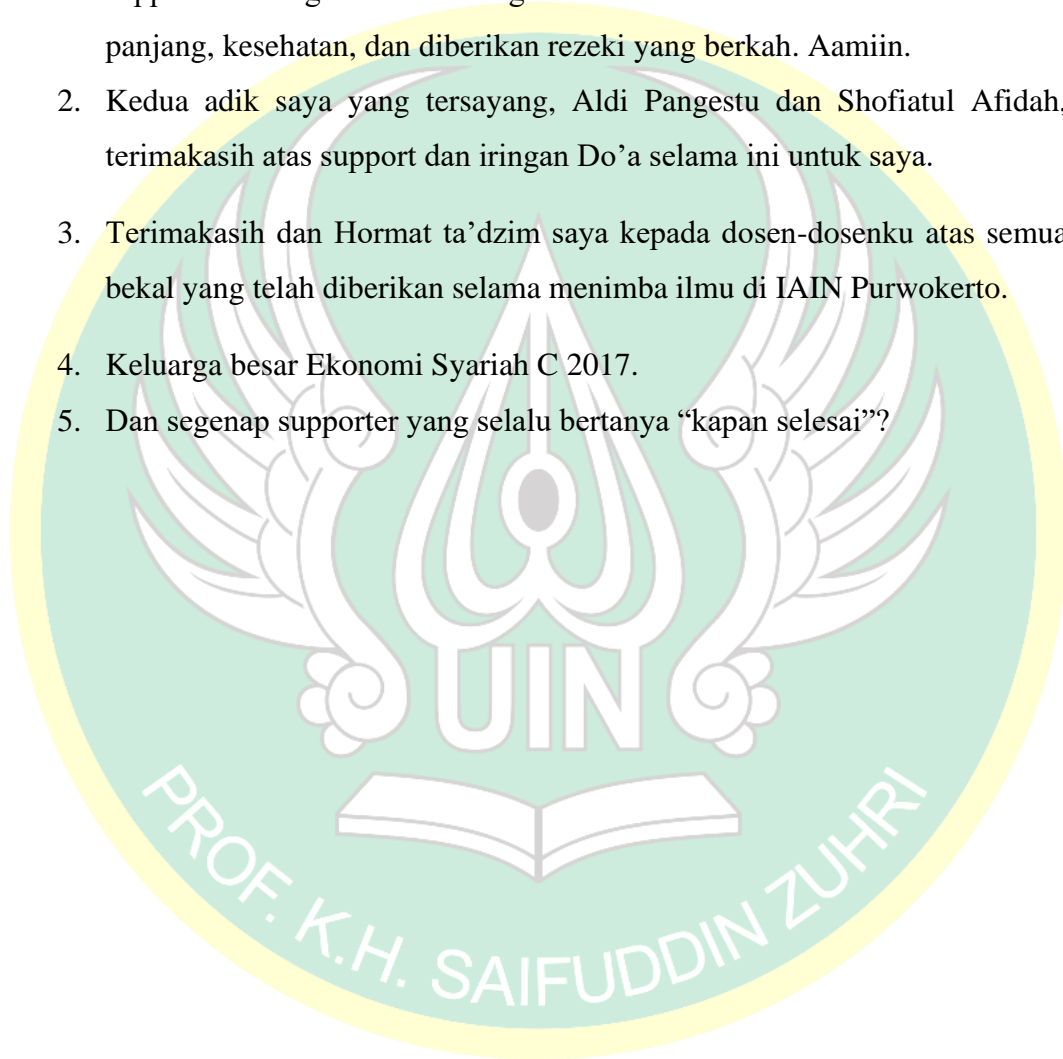 panjang, kesehatan, dan diberikan rezeki yang berkah. Aamiin.
2. Kedua adik saya yang tersayang, Aldi Pangestu dan Shofiatul Afidah,
terimakasih atas support dan iringan Do’a selama ini untuk saya.
3. Terimakasih dan Hormat ta’dzim saya kepada dosen-dosenku atas semua
bekal yang telah diberikan selama menimba ilmu di IAIN Purwokerto.
4. Keluarga besar Ekonomi Syariah C 2017.
5. Dan segenap supporter yang selalu bertanya “kapan selesai”?
UIN
PROF. K.H. SAIFUDDIN ZUHRI